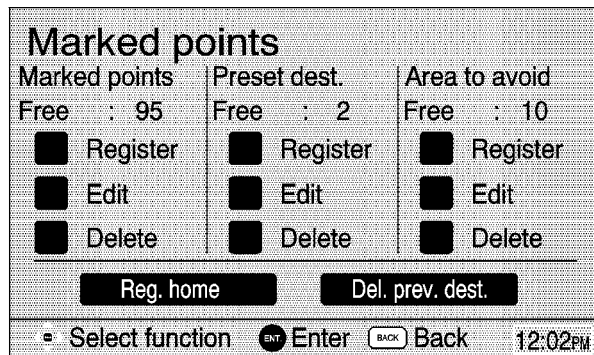 Marked points
Marked points Preset dest. Area to avoid
Free : 95 Free : 2 Free : 10
Register Register Register
Edit Edit Edit
Delete Delete Delete
Reg. home Del. prev. dest.
Select function ENT Enter BACK Back 12:02PM